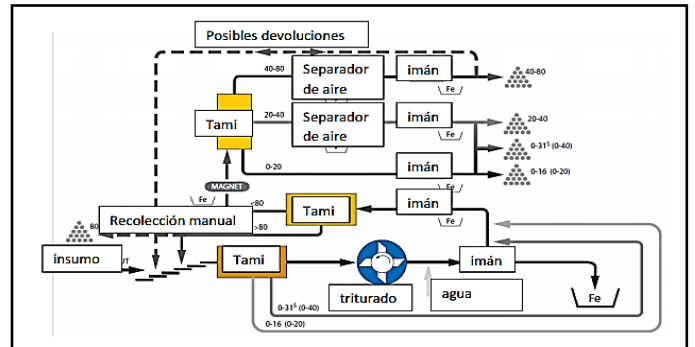 Posibles devoluciones
40-80
Separador
de aire
imán
Fe
40-80
Tami
20-40
Separador
de aire
imán
Fe
20-40
0-31⁵ (0-40)
0-20
imán
Fe
0-16 (0-20)
MAGNET
Fe
<80
Tami
imán
Fe
Recolección manual
80
>80
insumo
Tami
triturado
agua
imán
Fe
0-31⁵ (0-40)
0-16 (0-20)